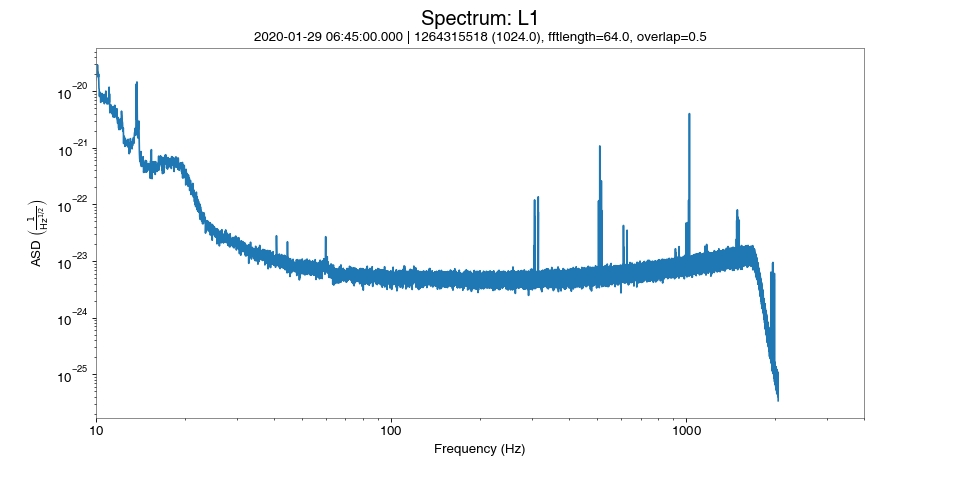 Spectrum: L1
2020-01-29 06:45:00.000 | 1264315518 (1024.0), fftlength=64.0, overlap=0.5
10⁻²⁰
10⁻²¹
10⁻²²
10⁻²³
10⁻²⁴
10⁻²⁵
ASD (1/Hz^{1/2})
10 100 1000
Frequency (Hz)